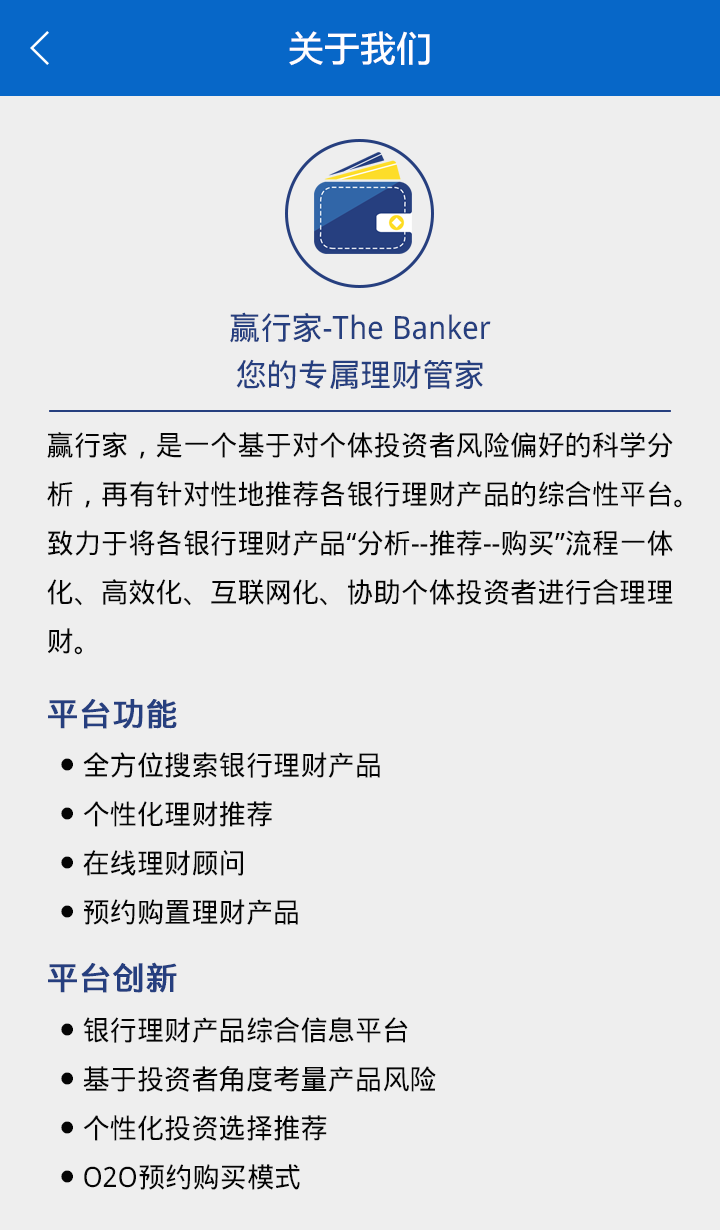 关于我们
赢行家-The Banker
您的专属理财管家
赢行家，是一个基于对个体投资者风险偏好的科学分
析，再有针对性地推荐各银行理财产品的综合性平台。
致力于将各银行理财产品“分析--推荐--购买”流程一体
化、高效化、互联网化、协助个体投资者进行合理理
财。
平台功能
● 全方位搜索银行理财产品
● 个性化理财推荐
● 在线理财顾问
● 预约购置理财产品
平台创新
● 银行理财产品综合信息平台
● 基于投资者角度考量产品风险
● 个性化投资选择推荐
● O2O预约购买模式